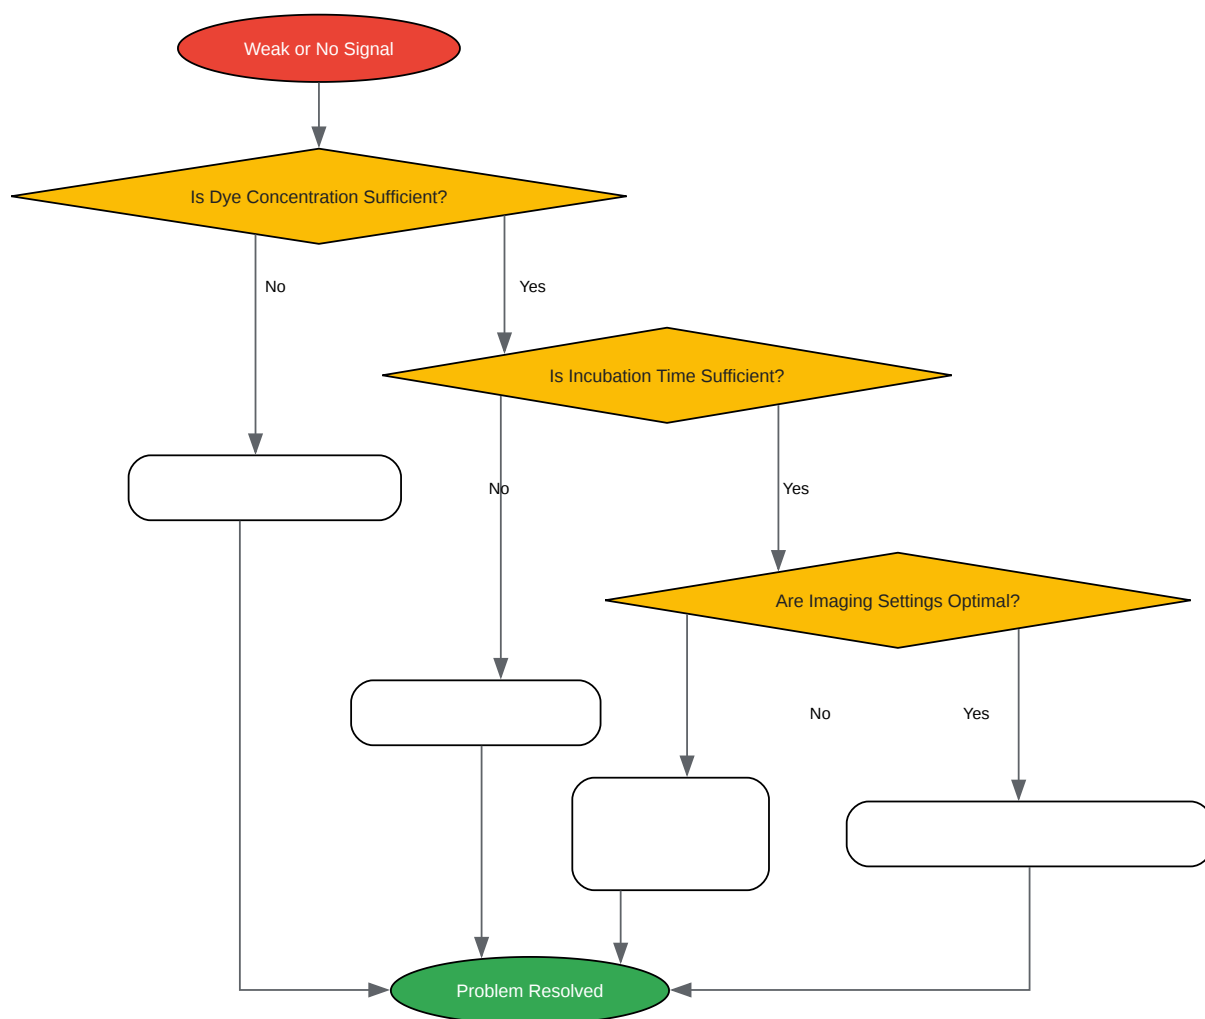 Weak or No Signal
Is Dye Concentration Sufficient?
No
Yes
Is Incubation Time Sufficient?
No
Yes
Are Imaging Settings Optimal?
No
Yes
Problem Resolved